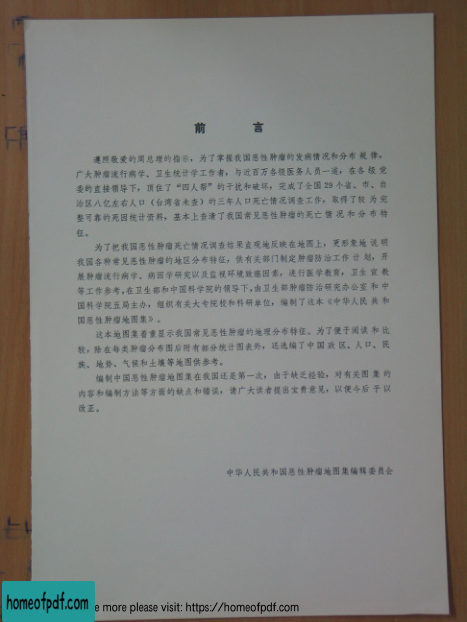 前言
遵照敬爱的周总理的指示，为了掌握我国恶性肿瘤的发病情况和分布规律，
广大肿瘤流行病学、卫生统计学工作者，与近百万各级医务人员一道，在各级党
委的直接领导下，顶住了“四人帮”的干扰和破坏，完成了全国29个省、市、自
治区八亿左右人口（台湾省未查）的三年人口死亡情况调查工作，取得了较为
完整可靠的死因统计资料，基本上查清了我国常见恶性肿瘤的死亡情况和分布特
征。
为了把我国恶性肿瘤死亡情况调查结果直观地反映在地图上，更形象地说明
我国各种常见恶性肿瘤的地区分布特征，供有关部门制定肿瘤防治工作计划，开
展肿瘤流行病学、病因学研究以及监视环境致癌因素，进行医学教育，卫生宣教
等工作参考。在卫生部和中国科学院的领导下，由卫生部肿瘤防治研究办公室和中
国科学院五局主办，组织有关大专院校和科研单位，编制了这本《中华人民共和
国恶性肿瘤地图集》。
这本地图集着重显示我国常见恶性肿瘤的地理分布特征。为了便于阅读和比
较，除在每类肿瘤分布图后附有部分统计图表外，还选编了中国政区、人口、民
族、地势、气候和土壤等地图供参考。
编制中国恶性肿瘤地图集在我国还是第一次，由于缺乏经验，对有关图集的
内容和编制方法等方面的缺点和错误，请广大读者提出宝贵意见，以便今后予以
改正。
中华人民共和国恶性肿瘤地图集编辑委员会
homeofpdf.com
e more please visit: https://homeofpdf.com